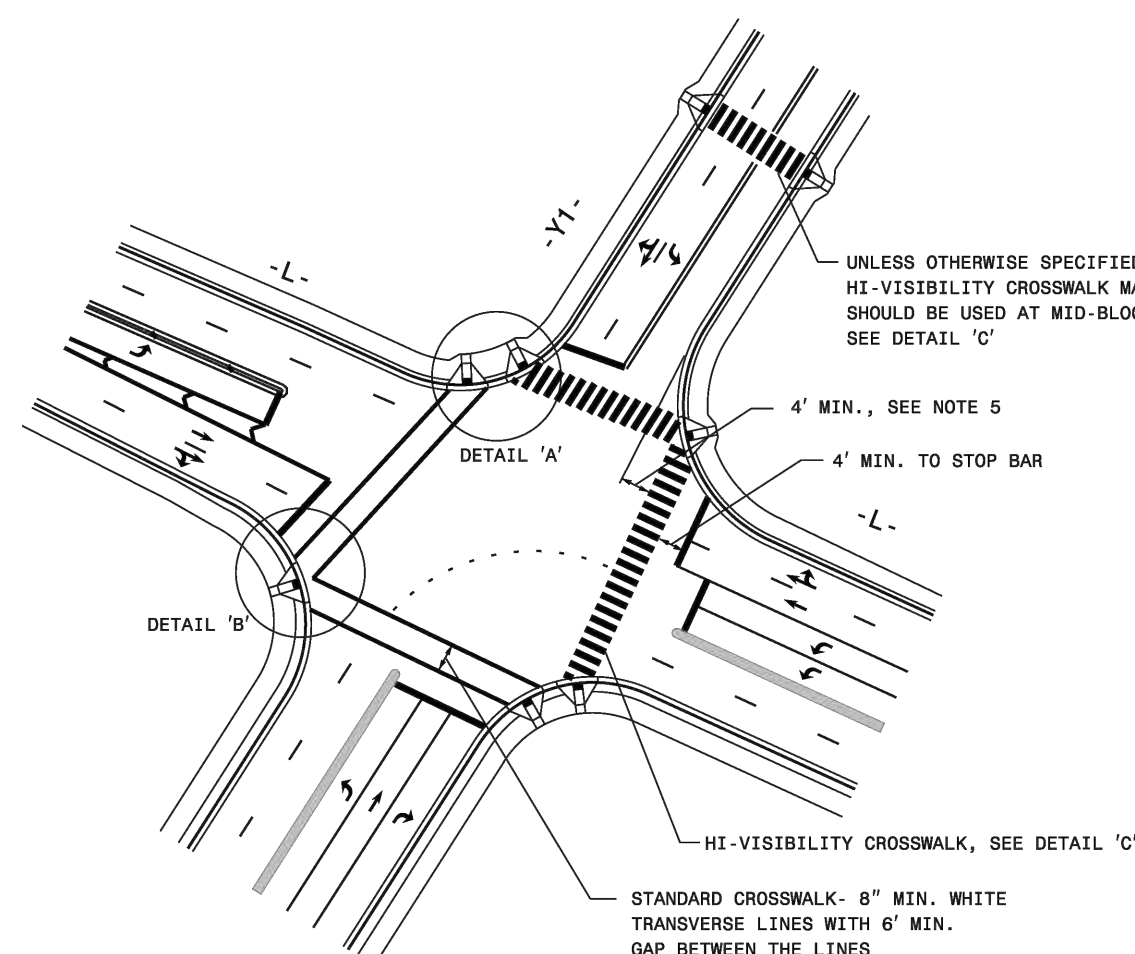 -Y1-
-L-
UNLESS OTHERWISE SPECIFIED
HI-VISIBILITY CROSSWALK
SHOULD BE USED AT
SEE DETAIL 'C'
4' MIN., SEE NOTE 5
DETAIL 'A'
4' MIN. TO STOP BAR
-L-
DETAIL 'B'
HI-VISIBILITY CROSSWALK, SEE DETAIL 'C'
STANDARD CROSSWALK- 8" MIN. WHITE
TRANSVERSE LINES WITH 6' MIN.
GAP BETWEEN THE LINES